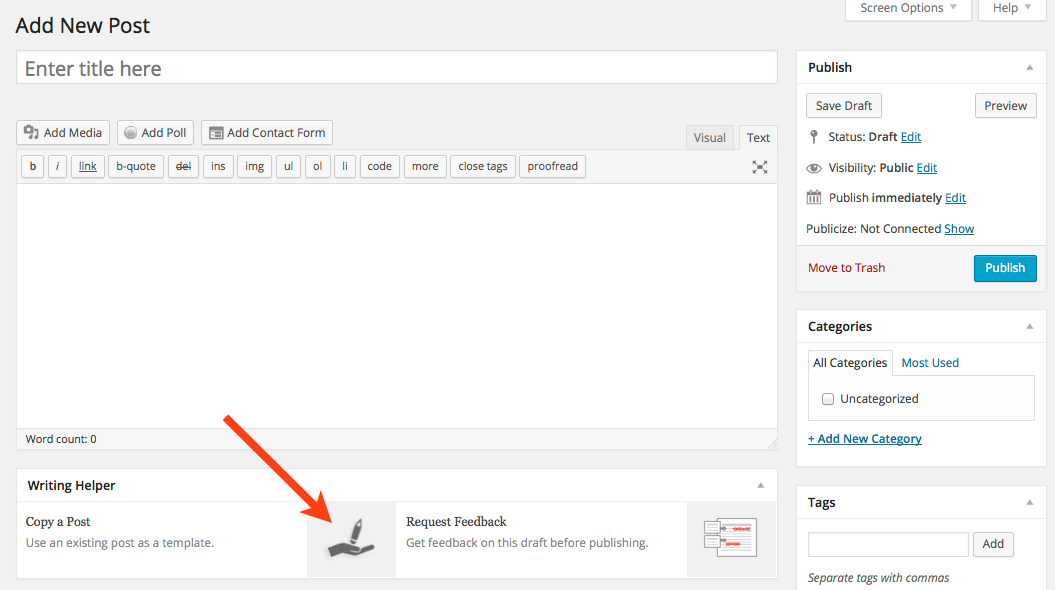 Screen Options Help
Add New Post
Enter title here
Add Media Add Poll Add Contact Form
Visual Text
b i link b-quote del ins img ul ol li code more close tags proofread
Word count: 0
Writing Helper
Copy a Post
Use an existing post as a template.
Request Feedback
Get feedback on this draft before publishing.
Publish
Save Draft Preview
Status: Draft Edit
Visibility: Public Edit
Publish immediately Edit
Publicize: Not Connected Show
Move to Trash Publish
Categories
All Categories Most Used
Uncategorized
+ Add New Category
Tags
Add
Separate tags with commas